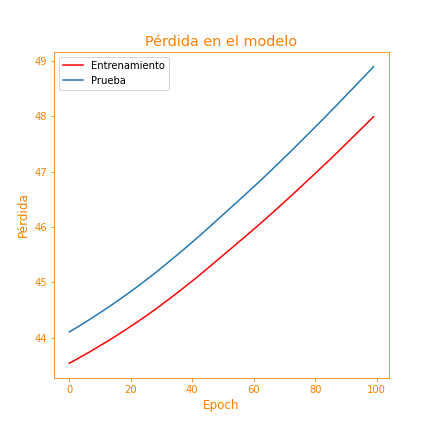 Pérdida en el modelo
Entrenamiento
Prueba
49
48
47
46
45
44
Pérdida
0 20 40 60 80 100
Epoch